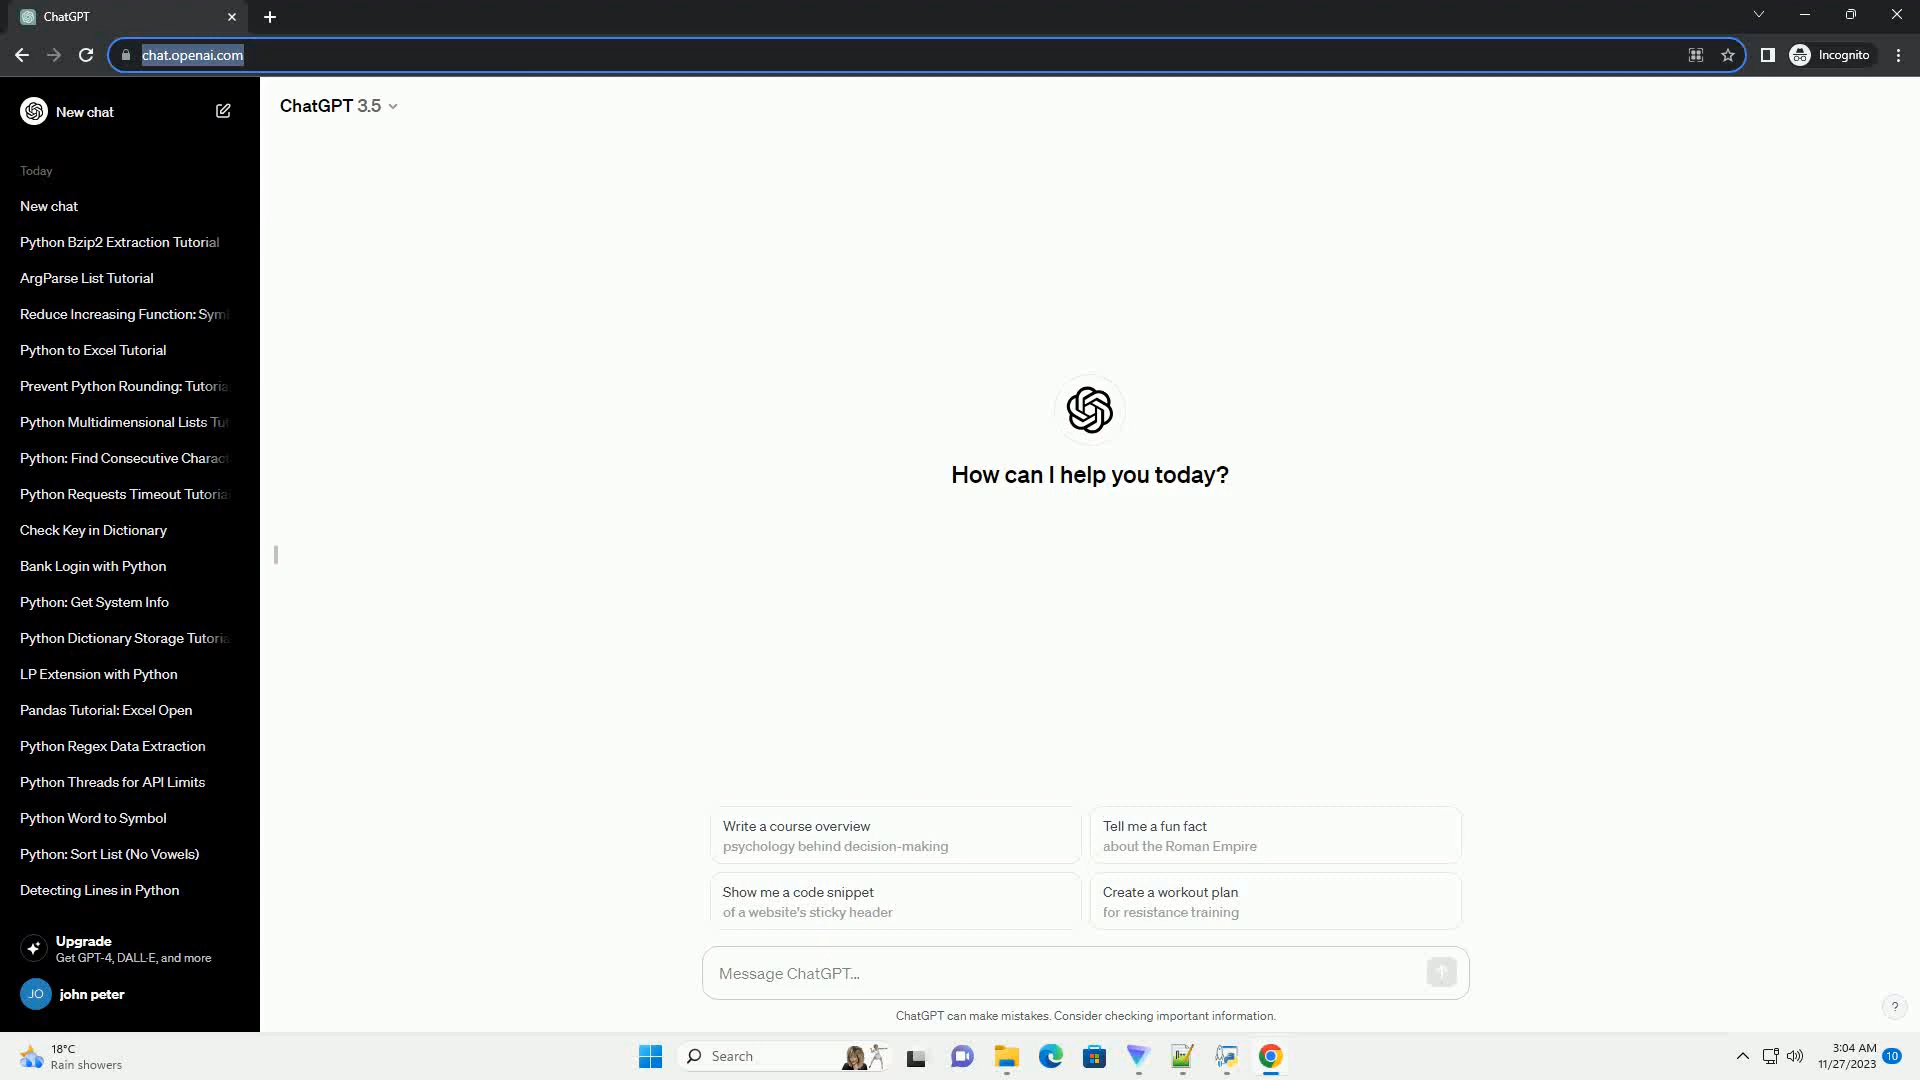 ChatGPT
chat.openai.com
Incognito
New chat
ChatGPT 3.5
Today
New chat
Python Bzip2 Extraction Tutorial
ArgParse List Tutorial
Reduce Increasing Function: Sym
Python to Excel Tutorial
Prevent Python Rounding: Tutoria
Python Multidimensional Lists Tut
Python: Find Consecutive Charact
Python Requests Timeout Tutoria
Check Key in Dictionary
Bank Login with Python
Python: Get System Info
Python Dictionary Storage Tutoria
LP Extension with Python
Pandas Tutorial: Excel Open
Python Regex Data Extraction
Python Threads for API Limits
Python Word to Symbol
Python: Sort List (No Vowels)
Detecting Lines in Python
Upgrade
Get GPT-4, DALL·E, and more
JO john peter
How can I help you today?
Write a course overview
psychology behind decision-making
Tell me a fun fact
about the Roman Empire
Show me a code snippet
of a website's sticky header
Create a workout plan
for resistance training
Message ChatGPT...
ChatGPT can make mistakes. Consider checking important information.
?
18°C
Rain showers
Search
3:04 AM
11/27/2023
10